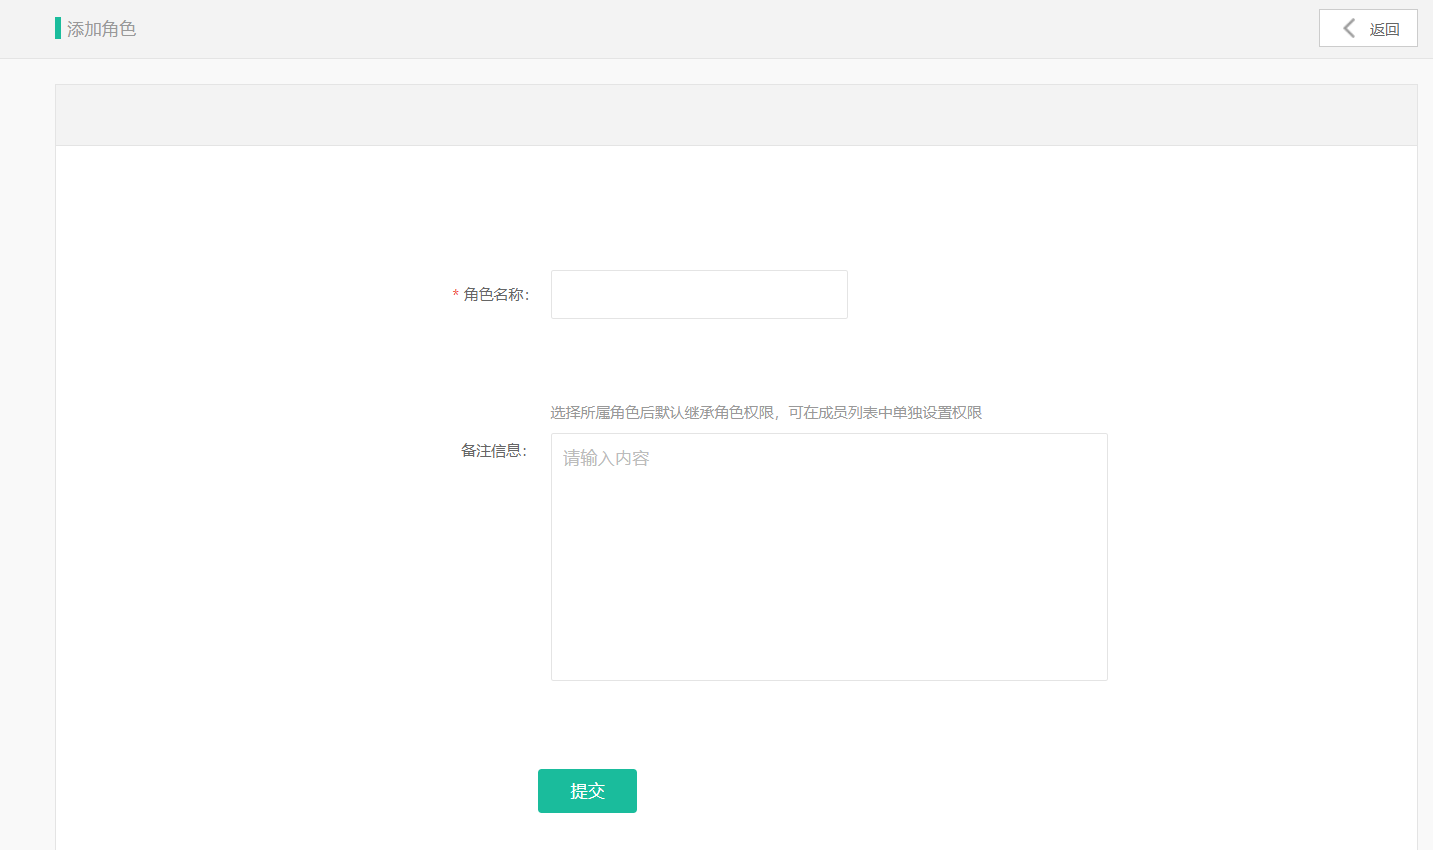 添加角色
返回
* 角色名称:
选择所属角色后默认继承角色权限，可在成员列表中单独设置权限
备注信息:
请输入内容
提交